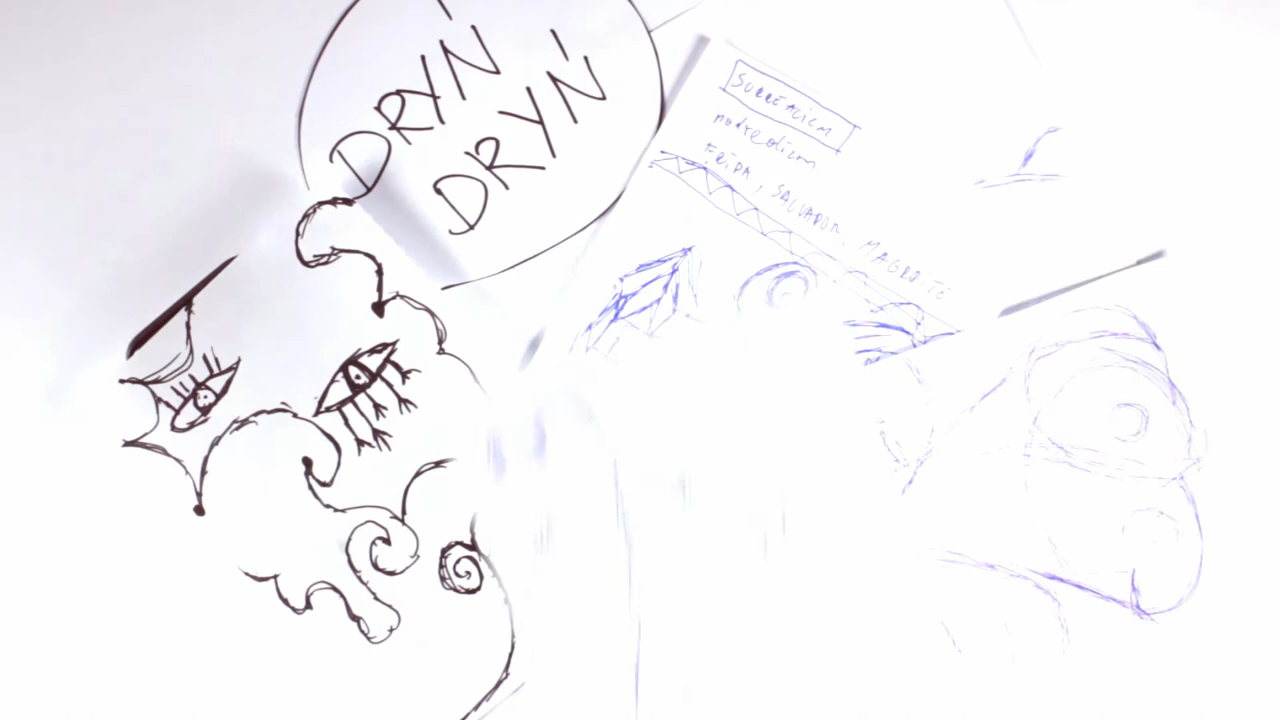 DRYŃ
DRYŃ
SURREALIZM
nadrealizm
FRIDA, SALVADOR, MAGRITTE